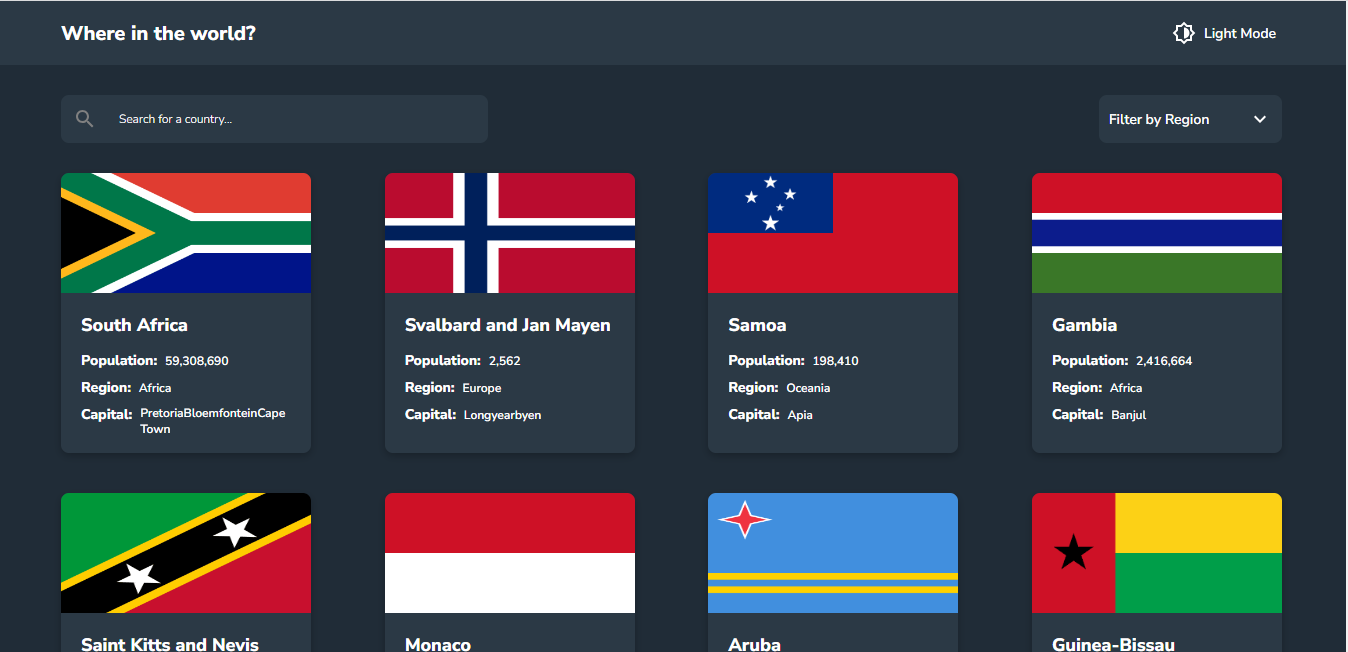 Where in the world?
Light Mode
Search for a country...
Filter by Region
South Africa
Population: 59,308,690
Region: Africa
Capital: PretoriaBloemfonteinCape
Town
Svalbard and Jan Mayen
Population: 2,562
Region: Europe
Capital: Longyearbyen
Samoa
Population: 198,410
Region: Oceania
Capital: Apia
Gambia
Population: 2,416,664
Region: Africa
Capital: Banjul
Saint Kitts and Nevis
Monaco
Aruba
Guinea-Bissau